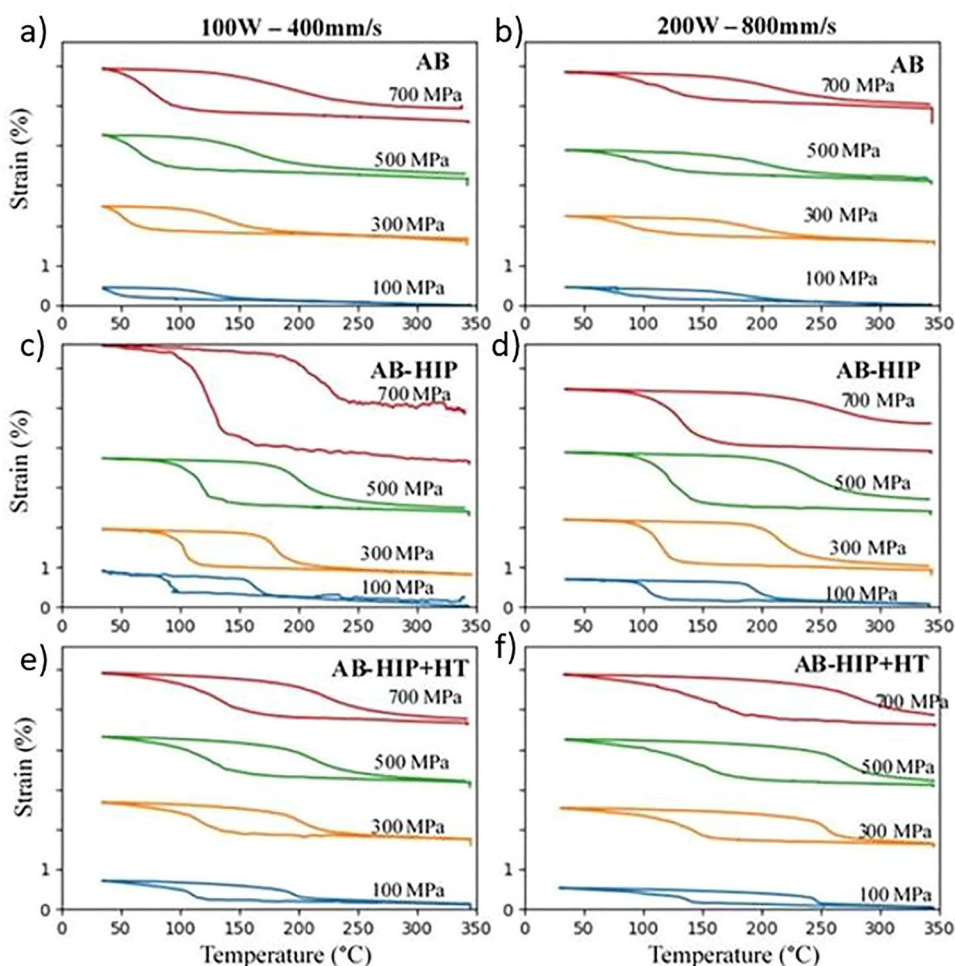 100W – 400mm/s
200W – 800mm/s
a)
AB
700 MPa
500 MPa
300 MPa
100 MPa
Strain (%)
1
0
0 50 100 150 200 250 300 350
b)
AB
700 MPa
500 MPa
300 MPa
100 MPa
1
0
0 50 100 150 200 250 300 350
c)
AB-HIP
700 MPa
500 MPa
300 MPa
100 MPa
Strain (%)
1
0
0 50 100 150 200 250 300 350
d)
AB-HIP
700 MPa
500 MPa
300 MPa
100 MPa
1
0
0 50 100 150 200 250 300 350
e)
AB-HIP+HT
700 MPa
500 MPa
300 MPa
100 MPa
Strain (%)
1
0
0 50 100 150 200 250 300 350
Temperature (°C)
f)
AB-HIP+HT
700 MPa
500 MPa
300 MPa
100 MPa
1
0
0 50 100 150 200 250 300 350
Temperature (°C)